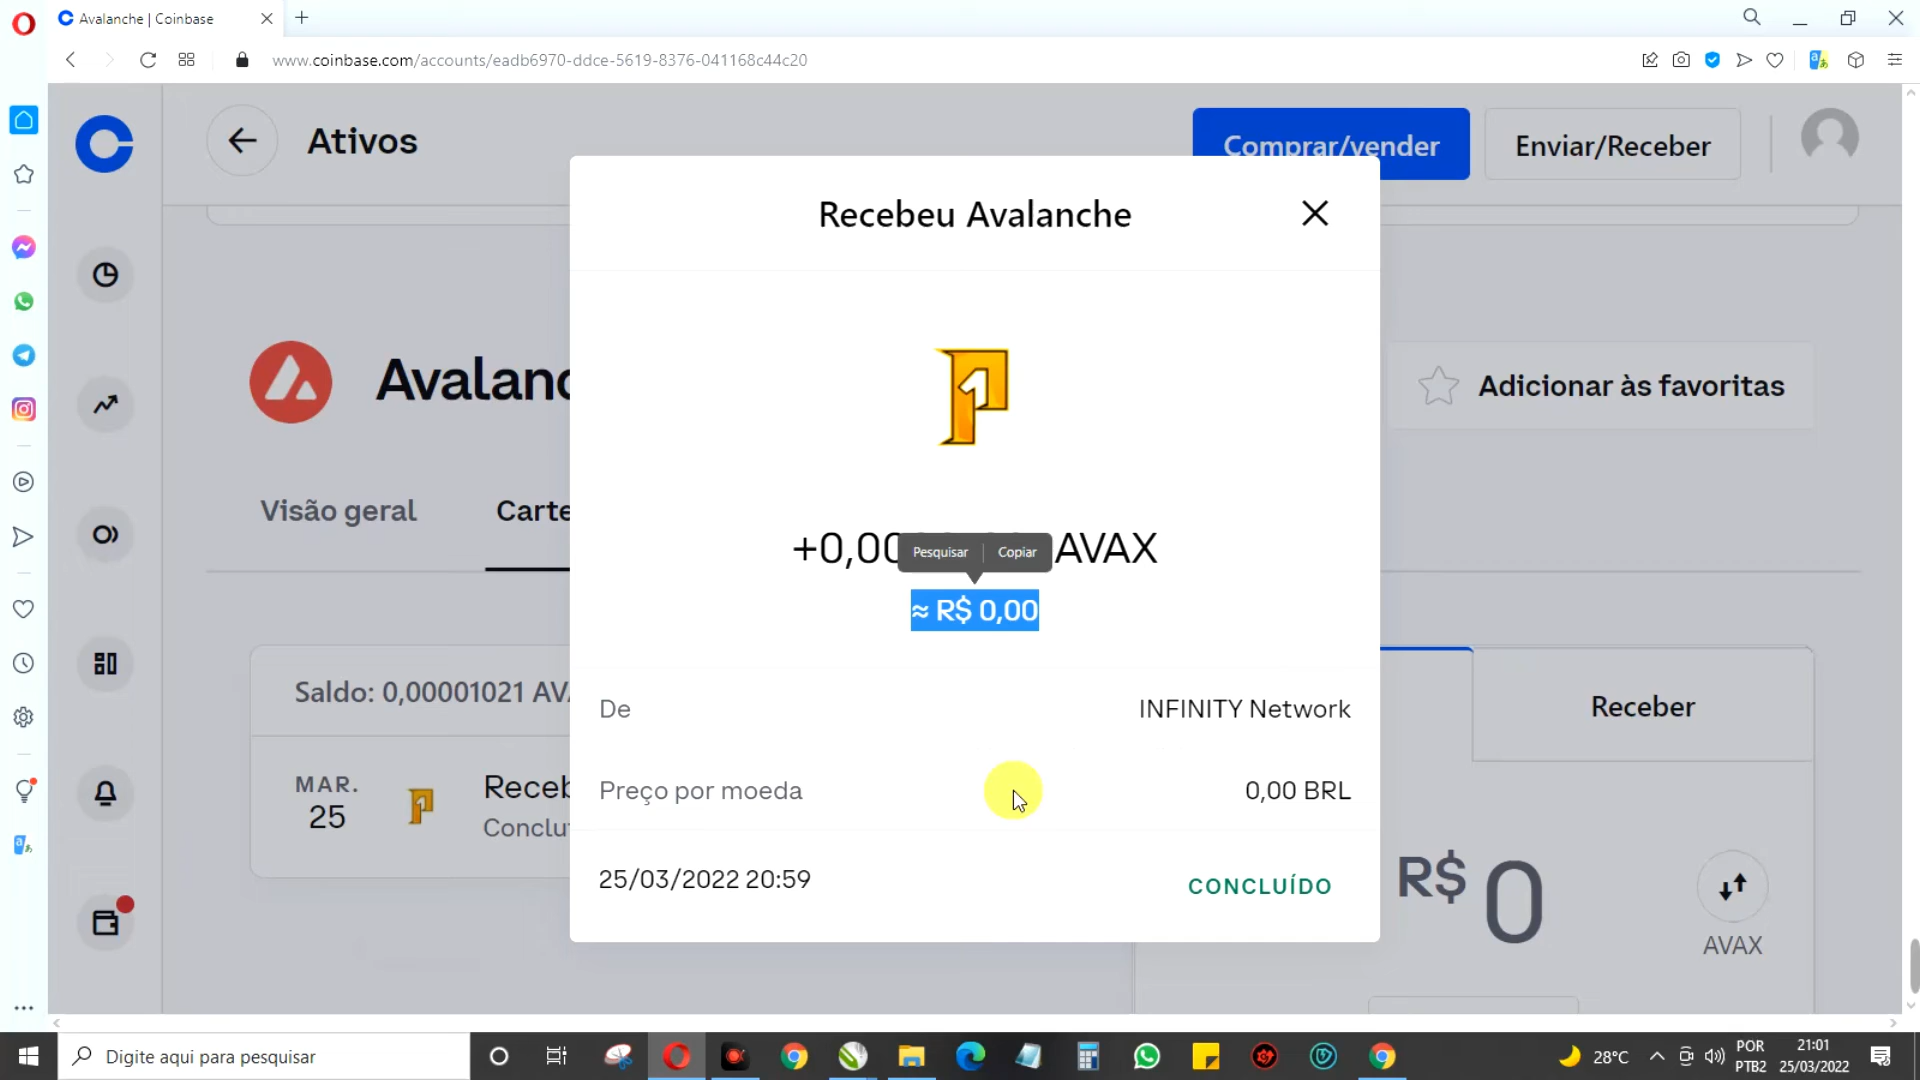 Avalanche | Coinbase
www.coinbase.com/accounts/eadb6970-ddce-5619-8376-041168c44c20
Ativos
Comprar/vender
Enviar/Receber
Recebeu Avalanche
Avalanc
Adicionar às favoritas
Visão geral
Carte
+0,00
AVAX
Pesquisar
Copiar
≈ R$ 0,00
Saldo: 0,00001021 AVA
De
INFINITY Network
Receber
MAR.
25
Receb
Conclu
Preço por moeda
0,00 BRL
25/03/2022 20:59
CONCLUÍDO
R$ 0
AVAX
Digite aqui para pesquisar
28°C
POR
PTB2
21:01
25/03/2022